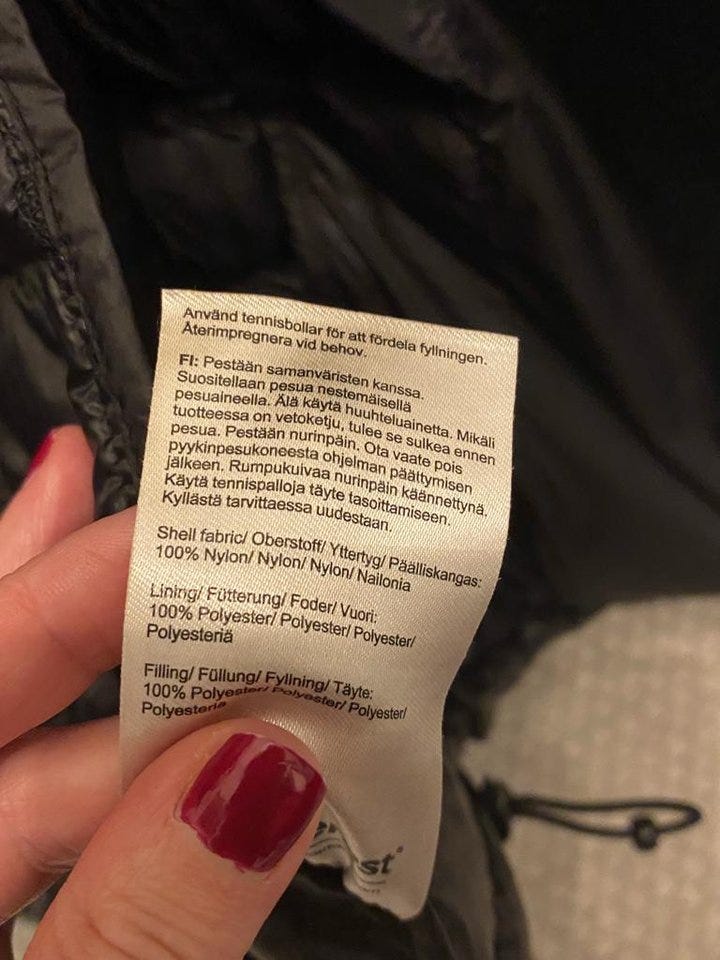 Använd tennisbollar för att fördela fyllningen.
Återimpregnera vid behov.
FI: Pestään samanväristen kanssa.
Suositellaan pesua nestemäisellä
pesuaineella. Älä käytä huuhteluainetta. Mikäli
tuotteessa on vetoketju, tulee se sulkea ennen
pesua. Pestään nurinpäin. Ota vaate pois
pyykinpesukoneesta ohjelman päättymisen
jälkeen. Rumpukuivaa nurinpäin käännettynä.
Käytä tennispalloja täyte tasoittamiseen.
Kyllästä tarvittaessa uudestaan.
Shell fabric/ Oberstoff/ Yttertyg/ Päälliskangas:
100% Nylon/ Nylon/ Nylon/ Nailonia
Lining/ Fütterung/ Foder/ Vuori:
100% Polyester/ Polyester/ Polyester/
Polyesteriä
Filling/ Füllung/ Fyllning/ Täyte:
100% Polyester/ Polyester/ Polyester/
Polyesteriä